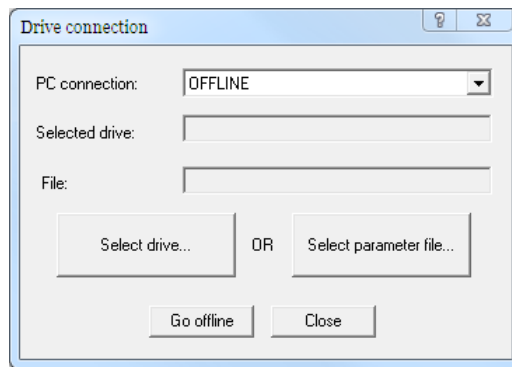 Drive connection
PC connection: OFFLINE
Selected drive:
File:
Select drive... OR Select parameter file...
Go offline Close